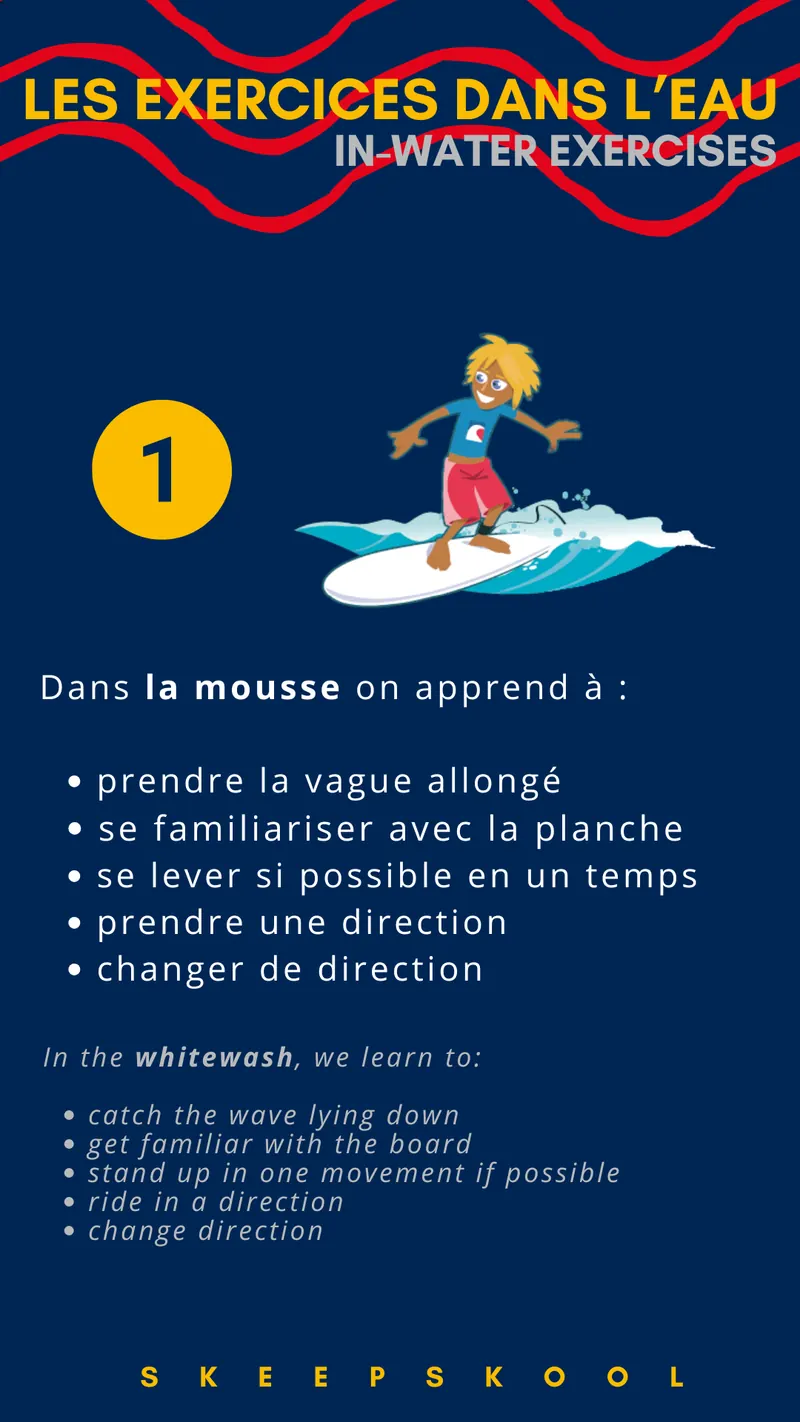 LES EXERCICES DANS L'EAU
IN-WATER EXERCISES
1
Dans la mousse on apprend à :
• prendre la vague allongé
• se familiariser avec la planche
• se lever si possible en un temps
• prendre une direction
• changer de direction
In the whitewash, we learn to:
• catch the wave lying down
• get familiar with the board
• stand up in one movement if possible
• ride in a direction
• change direction
SKEEPSKOOL